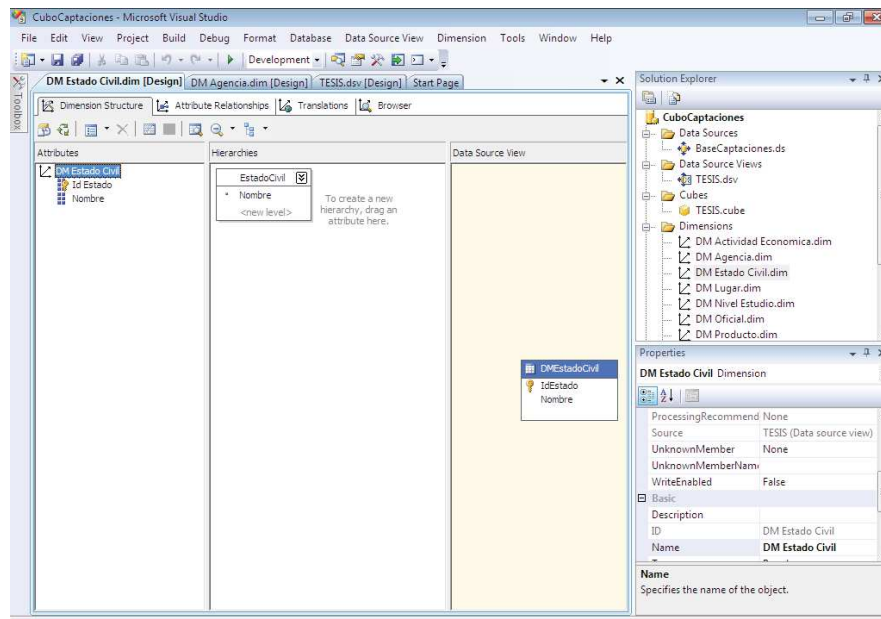 CuboCaptaciones - Microsoft Visual Studio
File Edit View Project Build Debug Format Database Data Source View Dimension Tools Window Help
Development
Toolbox
DM Estado Civil.dim [Design] DM Agencia.dim [Design] TESIS.dsv [Design] Start Page
Dimension Structure Attribute Relationships Translations Browser
Attributes
DM Estado Civil
Id Estado
Nombre
Hierarchies
EstadoCivil
Nombre
<new level>
To create a new
hierarchy, drag an
attribute here.
Data Source View
DMEstadoCivil
IdEstado
Nombre
Solution Explorer
CuboCaptaciones
Data Sources
BaseCaptaciones.ds
Data Source Views
TESIS.dsv
Cubes
TESIS.cube
Dimensions
DM Actividad Economica.dim
DM Agencia.dim
DM Estado Civil.dim
DM Lugar.dim
DM Nivel Estudio.dim
DM Oficial.dim
DM Producto.dim
Properties
DM Estado Civil Dimension
ProcessingRecommend None
Source TESIS (Data source view)
UnknownMember None
UnknownMemberName
WriteEnabled False
Basic
Description
ID DM Estado Civil
Name DM Estado Civil
Name
Specifies the name of the object.